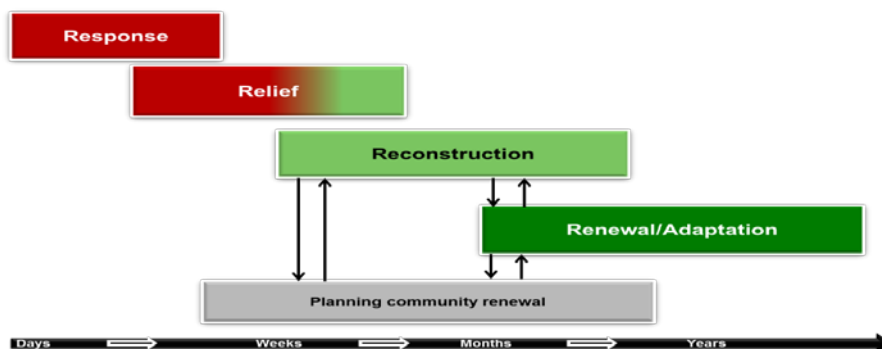 Response
Relief
Reconstruction
Renewal/Adaptation
Planning community renewal
Days Weeks Months Years